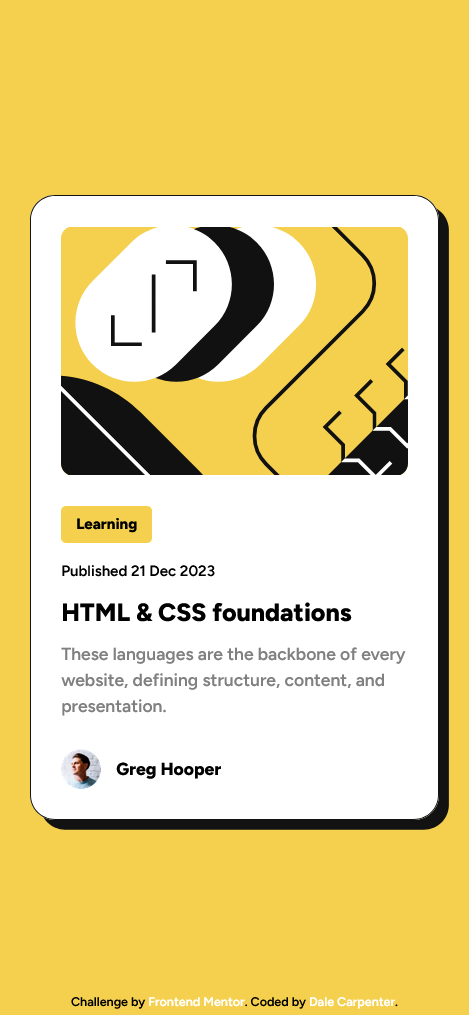 Learning
Published 21 Dec 2023
HTML & CSS foundations
These languages are the backbone of every
website, defining structure, content, and
presentation.
Greg Hooper
Challenge by Frontend Mentor. Coded by Dale Carpenter.